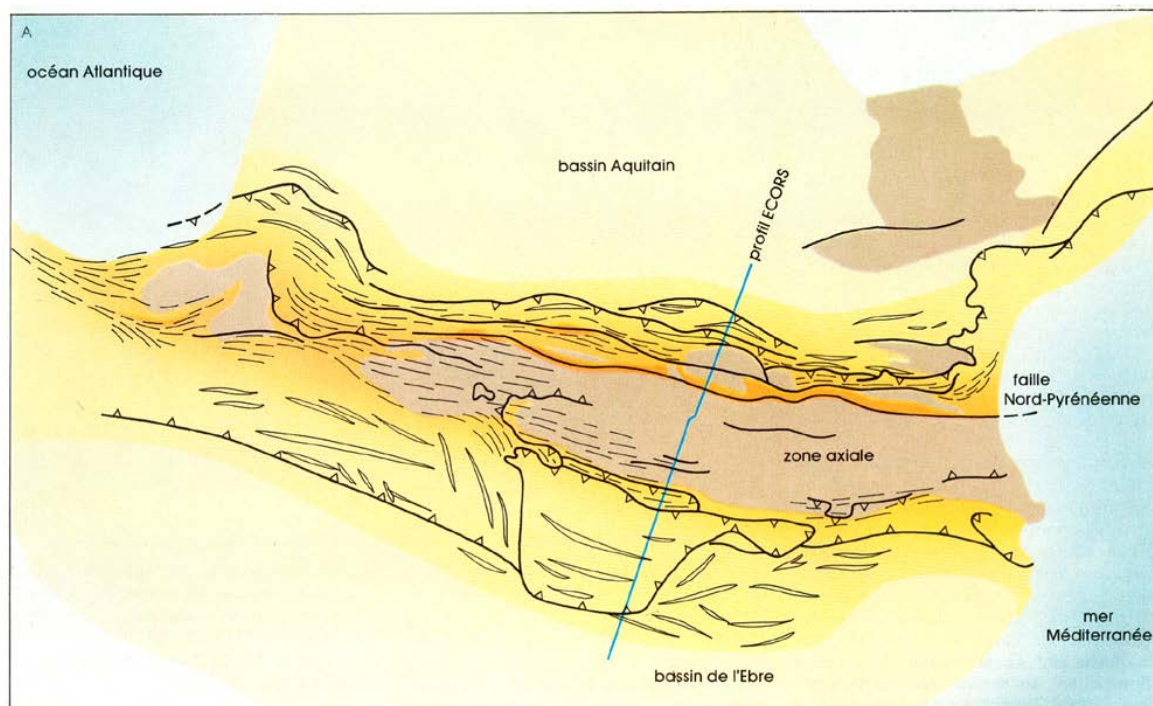 A
océan Atlantique
bassin Aquitain
profil ECORS
faille
Nord-Pyrénéenne
zone axiale
mer
Méditerranée
bassin de l'Ebre